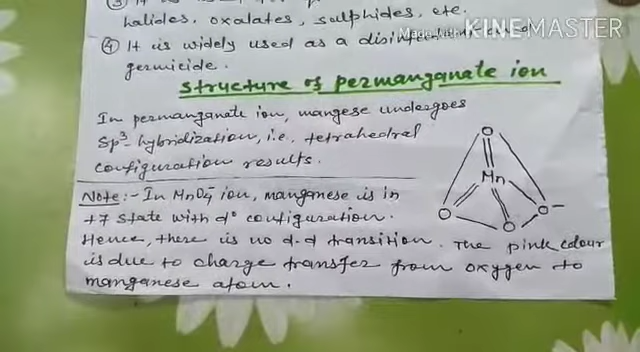 halides, oxalates, sulphides, etc.
④ It is widely used as a disinfectant and
germicide.
Made With KINEMASTER
Structure of permanganate ion
In permanganate ion, mangese undergoes
Sp³-hybridization, i.e., tetrahedral
configuration results.
O
Mn
O O O-
Note:- In MnO4- ion, manganese is in
+7 state with d° configuration.
Hence, there is no d-d transition. The pink colour
is due to charge transfer from oxygen to
manganese atom.